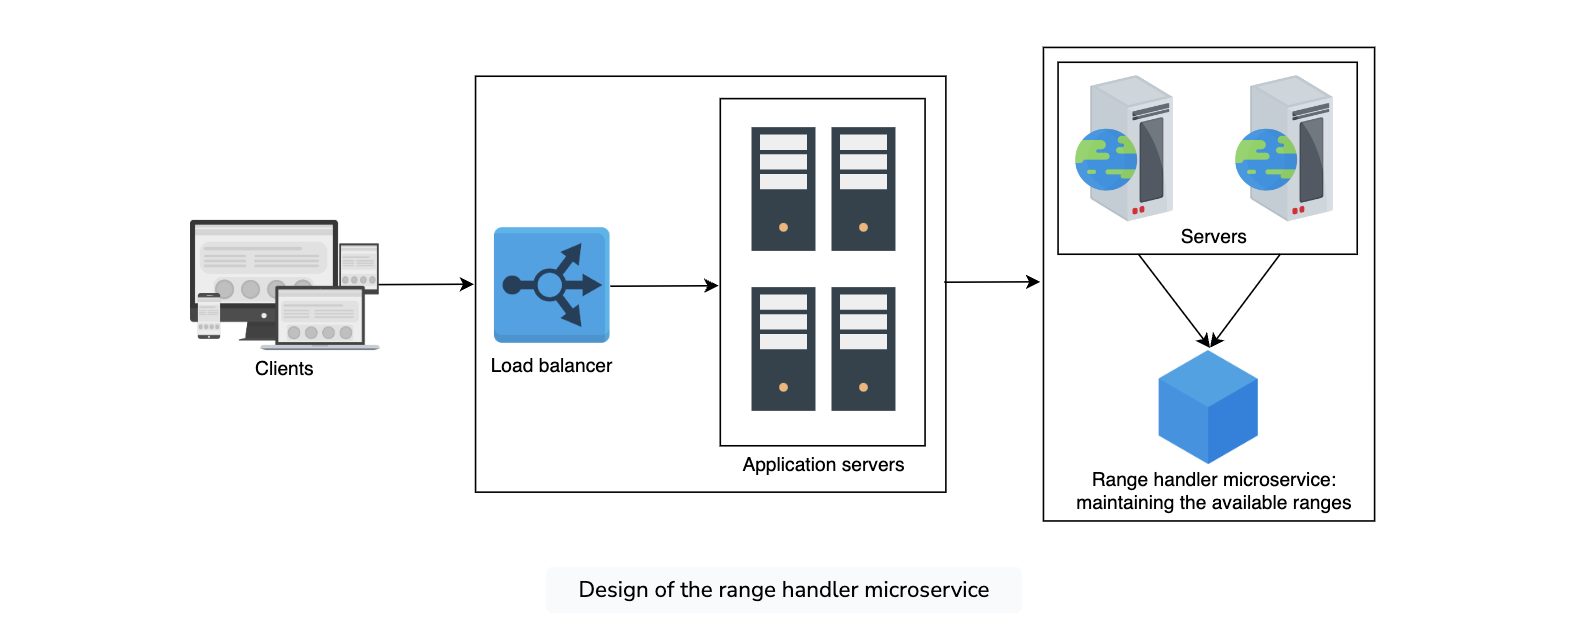 Clients
Load balancer
Application servers
Servers
Range handler microservice:
maintaining the available ranges
Design of the range handler microservice